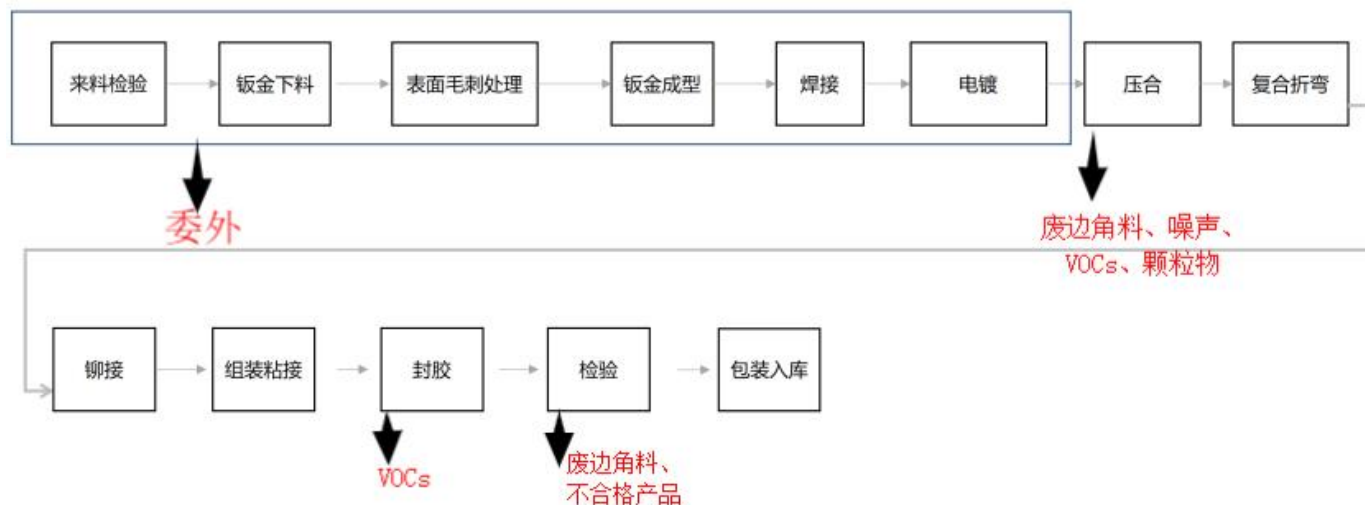 来料检验
钣金下料
表面毛刺处理
钣金成型
焊接
电镀
压合
复合折弯
委外
废边角料、噪声、
VOCs、颗粒物
铆接
组装粘接
封胶
检验
包装入库
VOCs
废边角料、
不合格产品